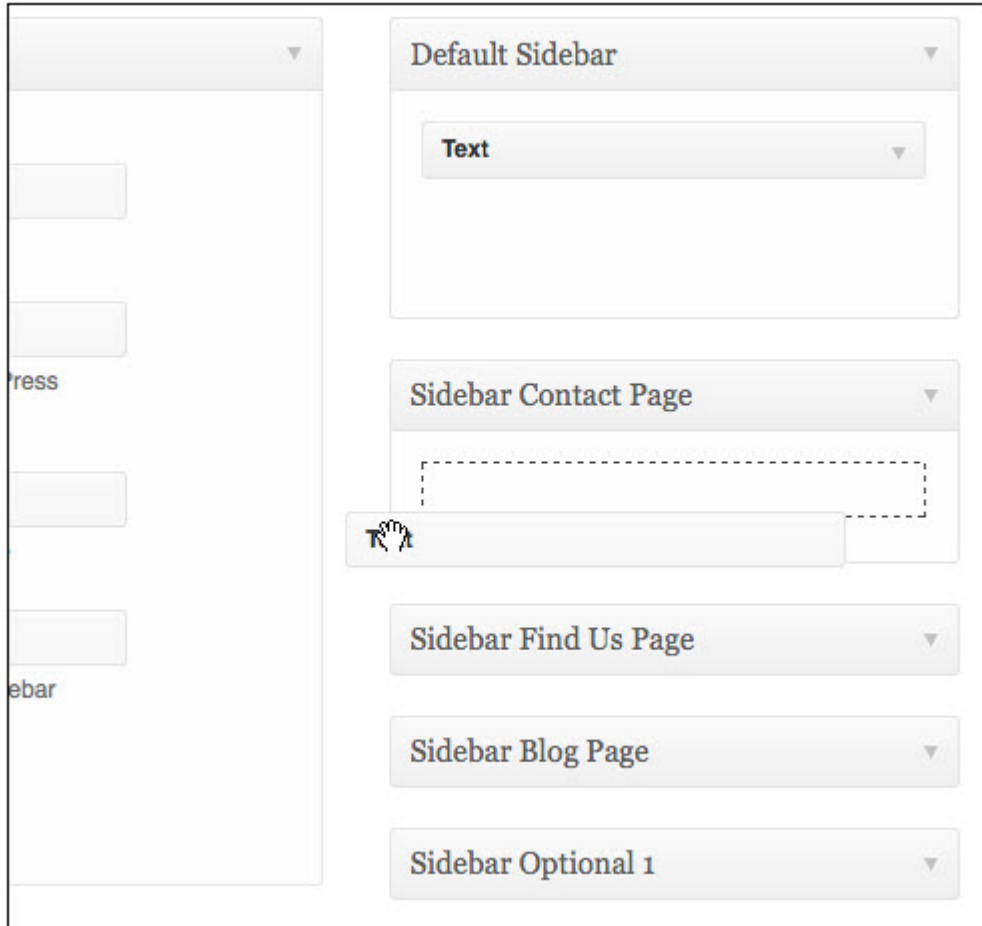 Default Sidebar
Text
Press
Sidebar Contact Page
Sidebar Find Us Page
ebar
Sidebar Blog Page
Sidebar Optional 1